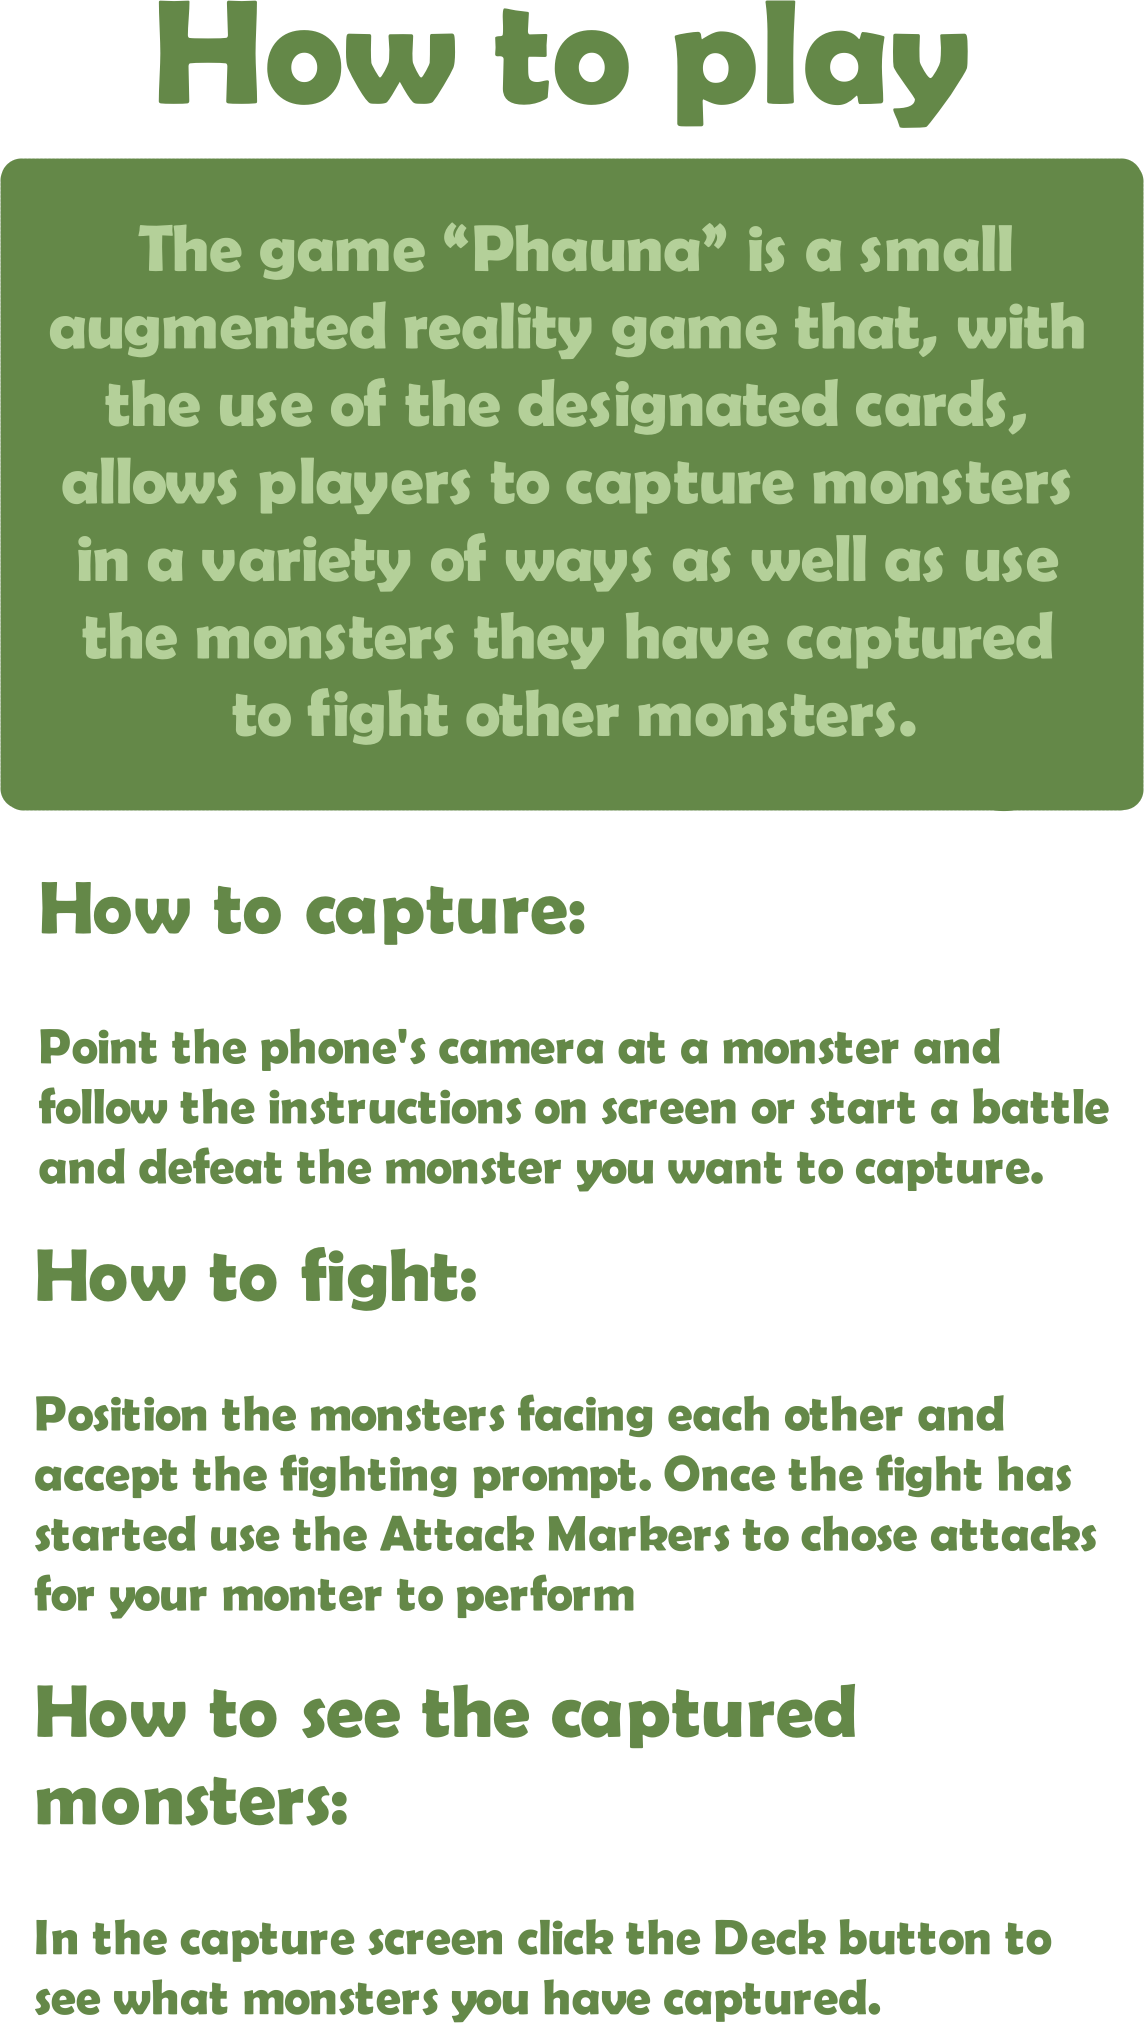 How to play
The game “Phauna” is a small
augmented reality game that, with
the use of the designated cards,
allows players to capture monsters
in a variety of ways as well as use
the monsters they have captured
to fight other monsters.
How to capture:
Point the phone's camera at a monster and
follow the instructions on screen or start a battle
and defeat the monster you want to capture.
How to fight:
Position the monsters facing each other and
accept the fighting prompt. Once the fight has
started use the Attack Markers to chose attacks
for your monter to perform
How to see the captured
monsters:
In the capture screen click the Deck button to
see what monsters you have captured.